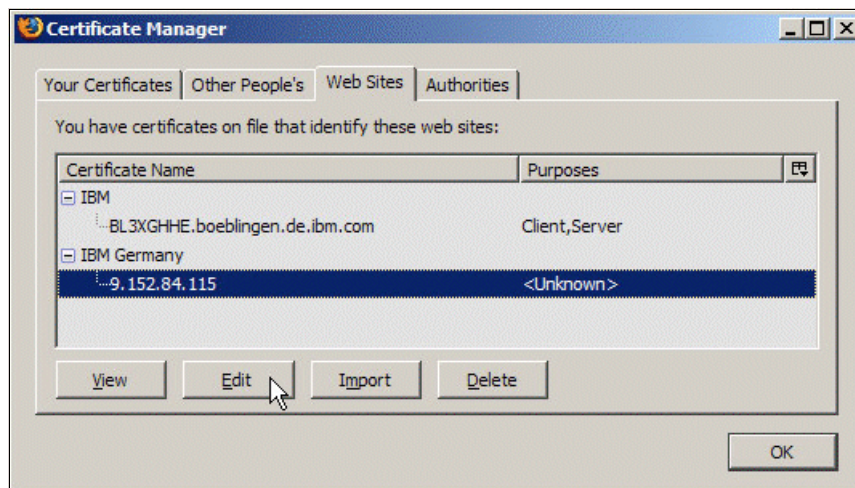 Certificate Manager
Your Certificates Other People's Web Sites Authorities
You have certificates on file that identify these web sites:
Certificate Name Purposes
IBM
BL3XGHHE.boeblingen.de.ibm.com Client,Server
IBM Germany
9.152.84.115 <Unknown>
View Edit Import Delete
OK